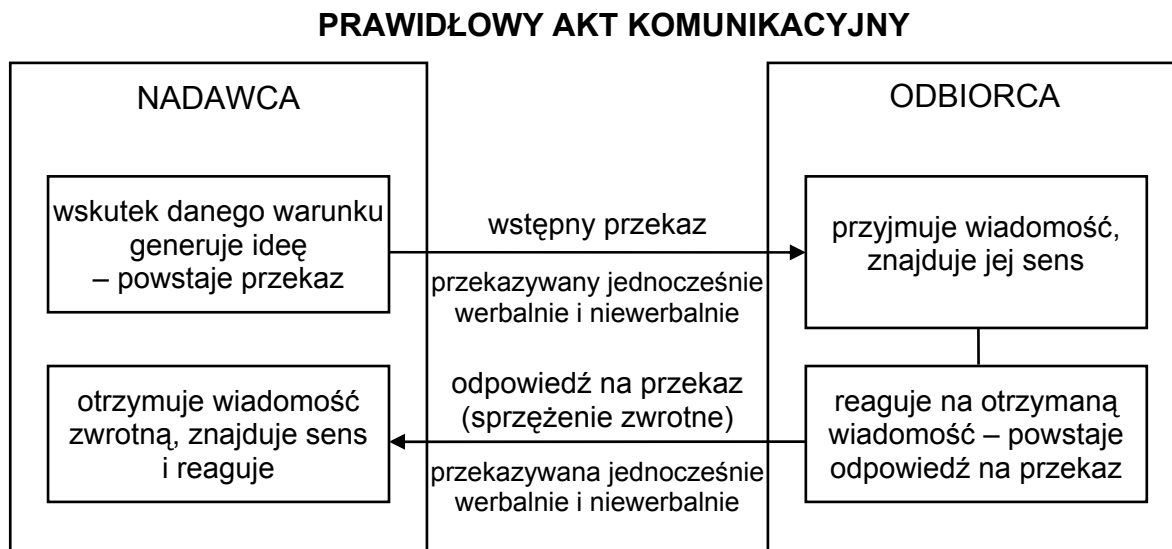 PRAWIDŁOWY AKT KOMUNIKACYJNY
NADAWCA
ODBIORCA
wskutek danego warunku
generuje ideę
– powstaje przekaz
wstępny przekaz
przekazywany jednocześnie
werbalnie i niewerbalnie
przyjmuje wiadomość,
znajduje jej sens
otrzymuje wiadomość
zwrotną, znajduje sens
i reaguje
odpowiedź na przekaz
(sprzężenie zwrotne)
przekazywana jednocześnie
werbalnie i niewerbalnie
reaguje na otrzymaną
wiadomość – powstaje
odpowiedź na przekaz